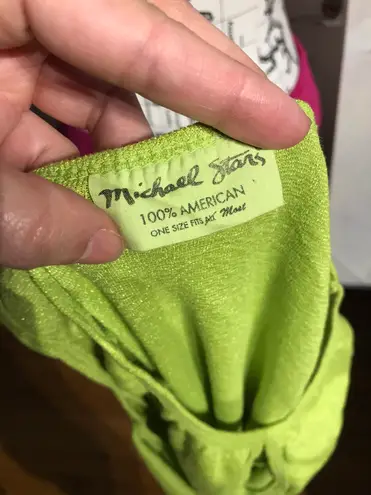 Michael Stars
100% AMERICAN
ONE SIZE FITS ALL Most